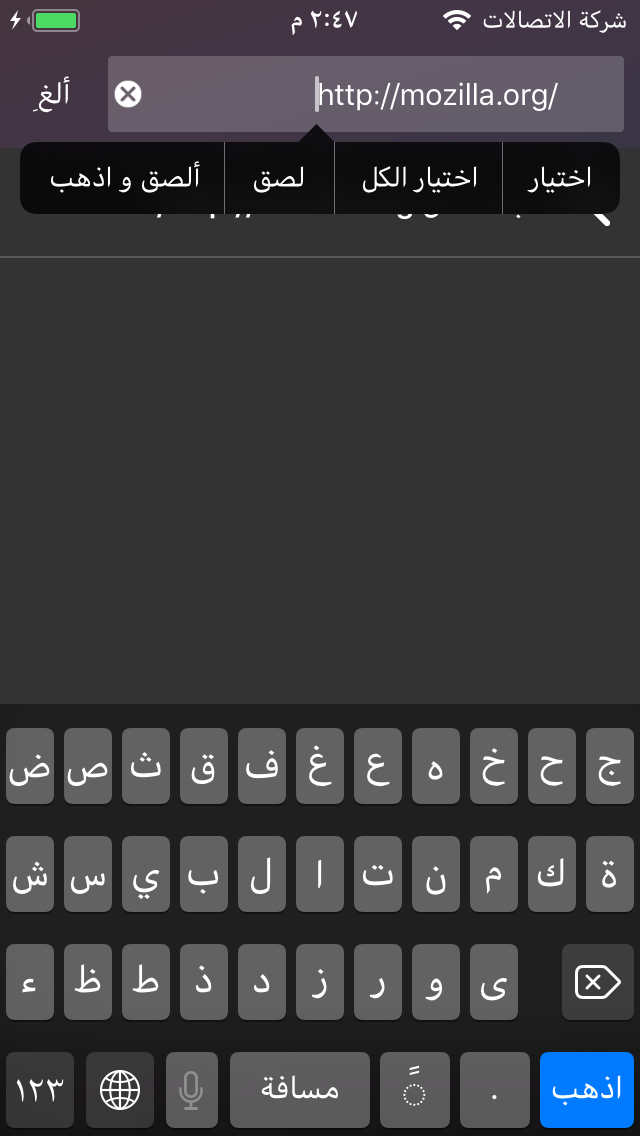 شركة الاتصالات ٢:٤٧ م
http://mozilla.org/ ألغِ
اختيار اختيار الكل لصق ألصق و اذهب
ض ص ث ق ف غ ع ه خ ح ج
ش س ي ب ل ا ت ن م ك ة
ء ظ ط ذ د ز ر و ى
١٢٣ مسافة ً . اذهب